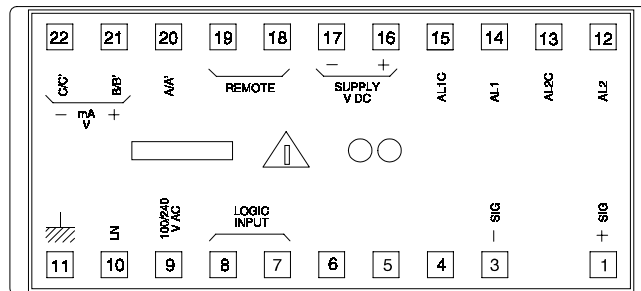 22 21 20 19 18 17 16 15 14 13 12
C/C' B/B' A/A' REMOTE − + AL1C AL1 AL2C AL2
SUPPLY
V DC
− mA +
V
100/240
V AC
LN
LOGIC
INPUT
− SIG
+ SIG
11 10 9 8 7 6 5 4 3 1